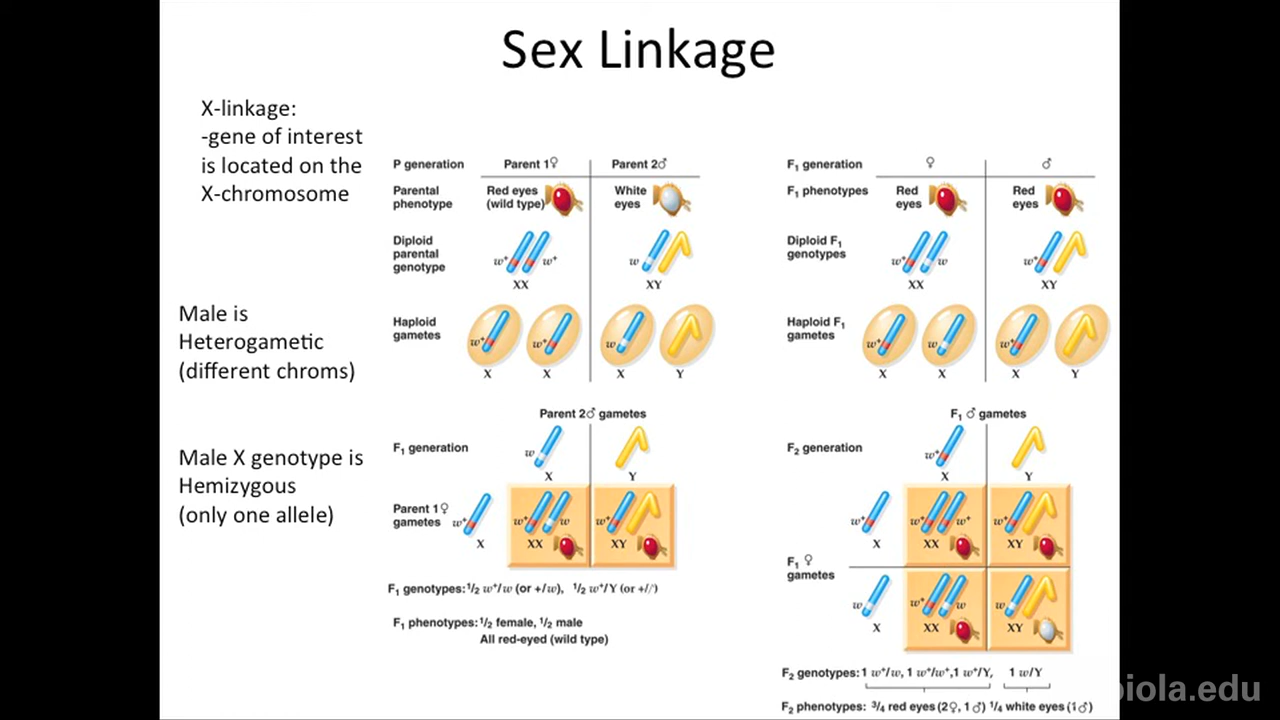 Sex Linkage
X-linkage:
-gene of interest
is located on the
X-chromosome
Male is
Heterogametic
(different chroms)
Male X genotype is
Hemizygous
(only one allele)
P generation Parent 1♀ Parent 2♂
Parental
phenotype
Red eyes
(wild type)
White
eyes
Diploid
parental
genotype
w⁺ w⁺ w
XX XY
Haploid
gametes
w⁺ w⁺ w
X X X Y
Parent 2♂ gametes
F₁ generation
w
X Y
Parent 1♀
gametes
w⁺ w⁺ w w⁺
X XX XY
F₁ genotypes: ½ w⁺/w (or +/w), ½ w⁺/Y (or +/
F₁ phenotypes: ½ female, ½ male
All red-eyed (wild type)
F₁ generation ♀ ♂
F₁ phenotypes
Red
eyes
Red
eyes
Diploid F₁
genotypes
w⁺ w w⁺
XX XY
Haploid F₁
gametes
w⁺ w w⁺
X X X Y
F₁ ♂ gametes
F₂ generation
w⁺
X Y
w⁺ w⁺ w⁺ w⁺
X XX XY
F₁ ♀
gametes
w w⁺ w w
X XX XY
F₂ genotypes: 1 w⁺/w, 1 w⁺/w⁺,1 w⁺/Y, 1 w/Y
F₂ phenotypes: ¾ red eyes (2♀, 1♂) ¼ white eyes (1♂)
biola.edu